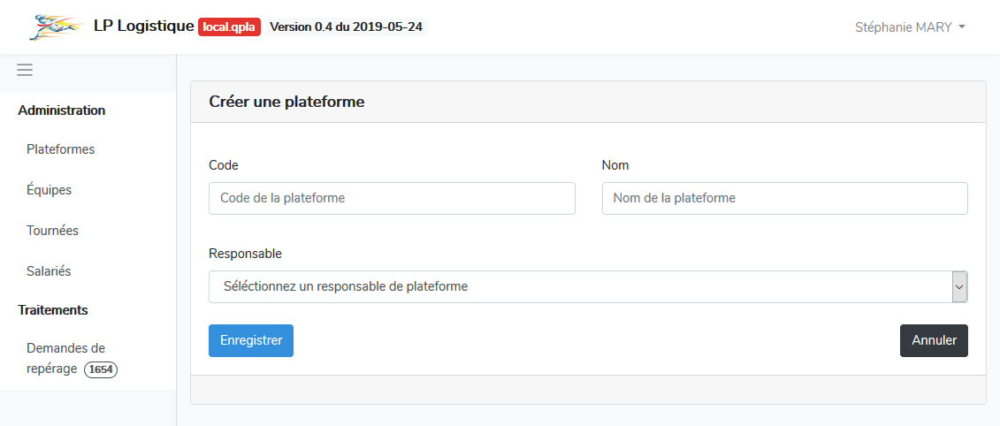 LP Logistique local.qpla Version 0.4 du 2019-05-24
Stéphanie MARY
Administration
Plateformes
Équipes
Tournées
Salariés
Traitements
Demandes de
repérage 1654
Créer une plateforme
Code
Code de la plateforme
Nom
Nom de la plateforme
Responsable
Séléctionnez un responsable de plateforme
Enregistrer
Annuler